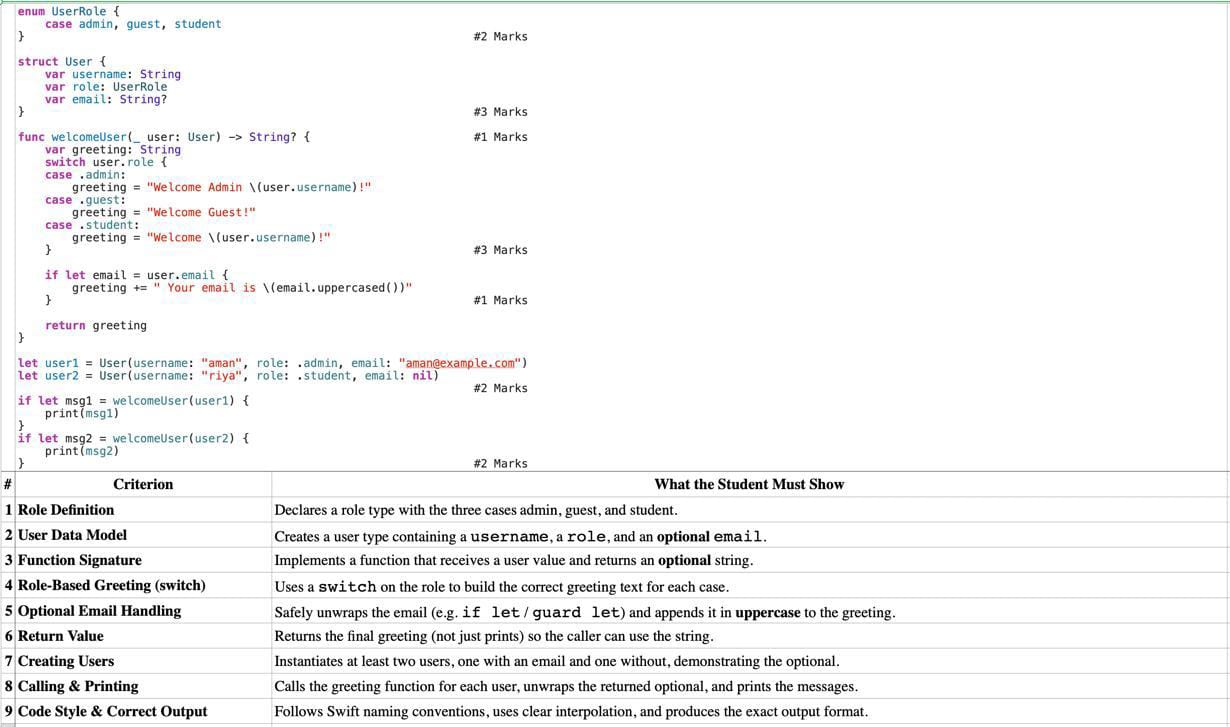 enum UserRole {
    case admin, guest, student
}    #2 Marks
struct User {
    var username: String
    var role: UserRole
    var email: String?
}    #3 Marks
func welcomeUser(_ user: User) -> String? {    #1 Marks
    var greeting: String
    switch user.role {
    case .admin:
        greeting = "Welcome Admin \(user.username)!"
    case .guest:
        greeting = "Welcome Guest!"
    case .student:
        greeting = "Welcome \(user.username)!"
    }    #3 Marks
    if let email = user.email {
        greeting += " Your email is \(email.uppercased())"
    }    #1 Marks
    return greeting
}
let user1 = User(username: "aman", role: .admin, email: "aman@example.com")
let user2 = User(username: "riya", role: .student, email: nil)
#2 Marks
if let msg1 = welcomeUser(user1) {
    print(msg1)
}
if let msg2 = welcomeUser(user2) {
    print(msg2)
}    #2 Marks
# Criterion What the Student Must Show
1 Role Definition Declares a role type with the three cases admin, guest, and student.
2 User Data Model Creates a user type containing a username, a role, and an optional email.
3 Function Signature Implements a function that receives a user value and returns an optional string.
4 Role-Based Greeting (switch) Uses a switch on the role to build the correct greeting text for each case.
5 Optional Email Handling Safely unwraps the email (e.g. if let / guard let) and appends it in uppercase to the greeting.
6 Return Value Returns the final greeting (not just prints) so the caller can use the string.
7 Creating Users Instantiates at least two users, one with an email and one without, demonstrating the optional.
8 Calling & Printing Calls the greeting function for each user, unwraps the returned optional, and prints the messages.
9 Code Style & Correct Output Follows Swift naming conventions, uses clear interpolation, and produces the exact output format.